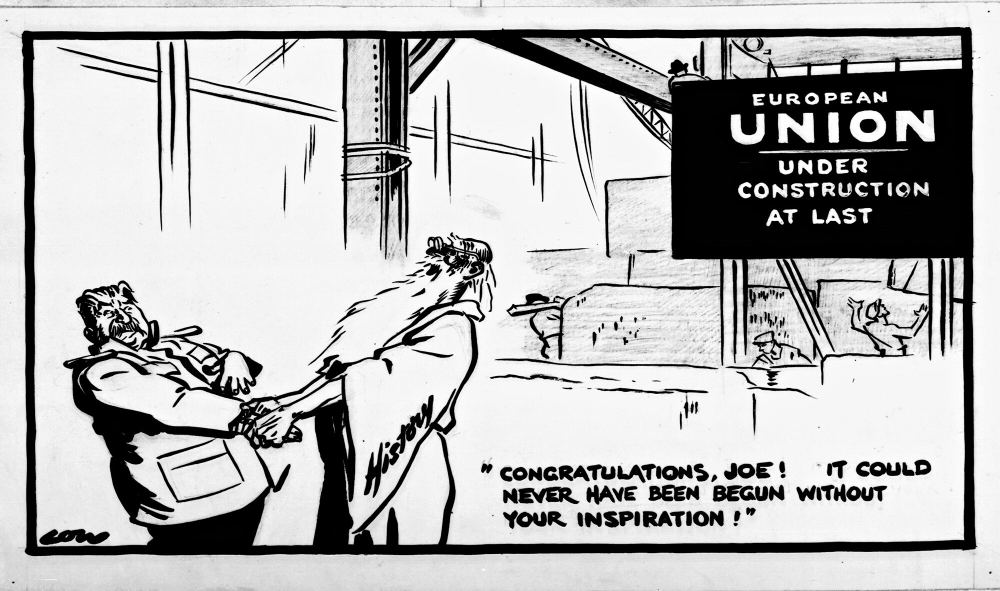 EUROPEAN
UNION
UNDER
CONSTRUCTION
AT LAST
History
"CONGRATULATIONS, JOE! IT COULD
NEVER HAVE BEEN BEGUN WITHOUT
YOUR INSPIRATION!"
LOW